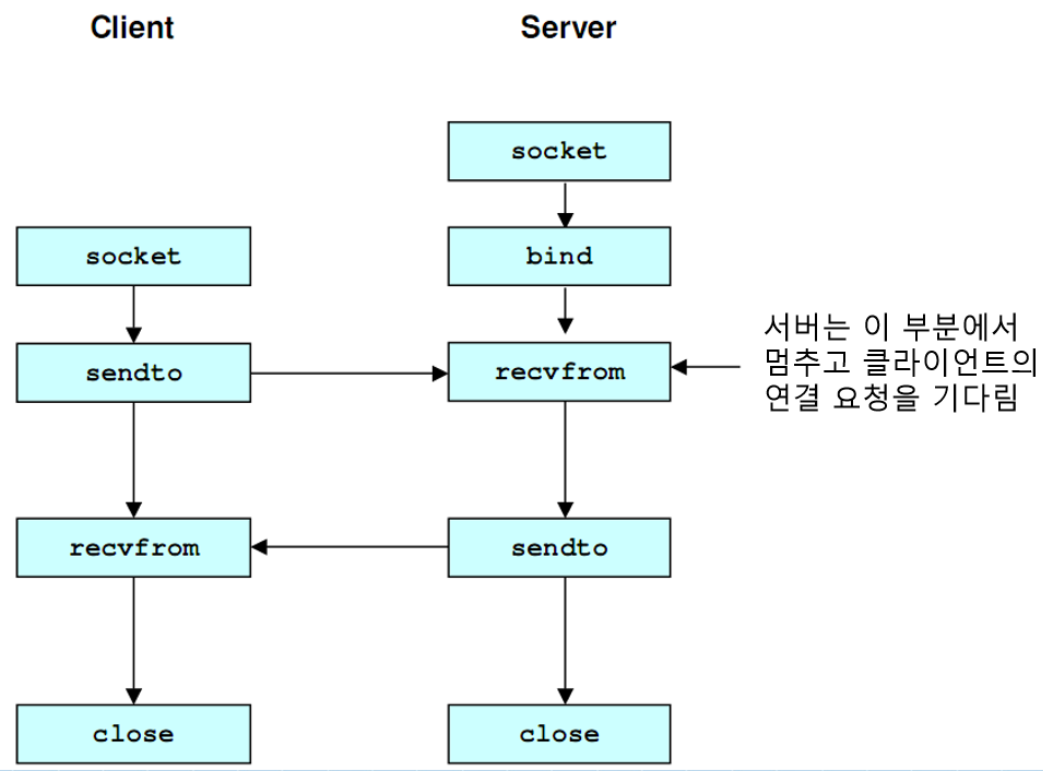 Client
Server
socket
socket
bind
서버는 이 부분에서
멈추고 클라이언트의
연결 요청을 기다림
sendto
recvfrom
recvfrom
sendto
close
close